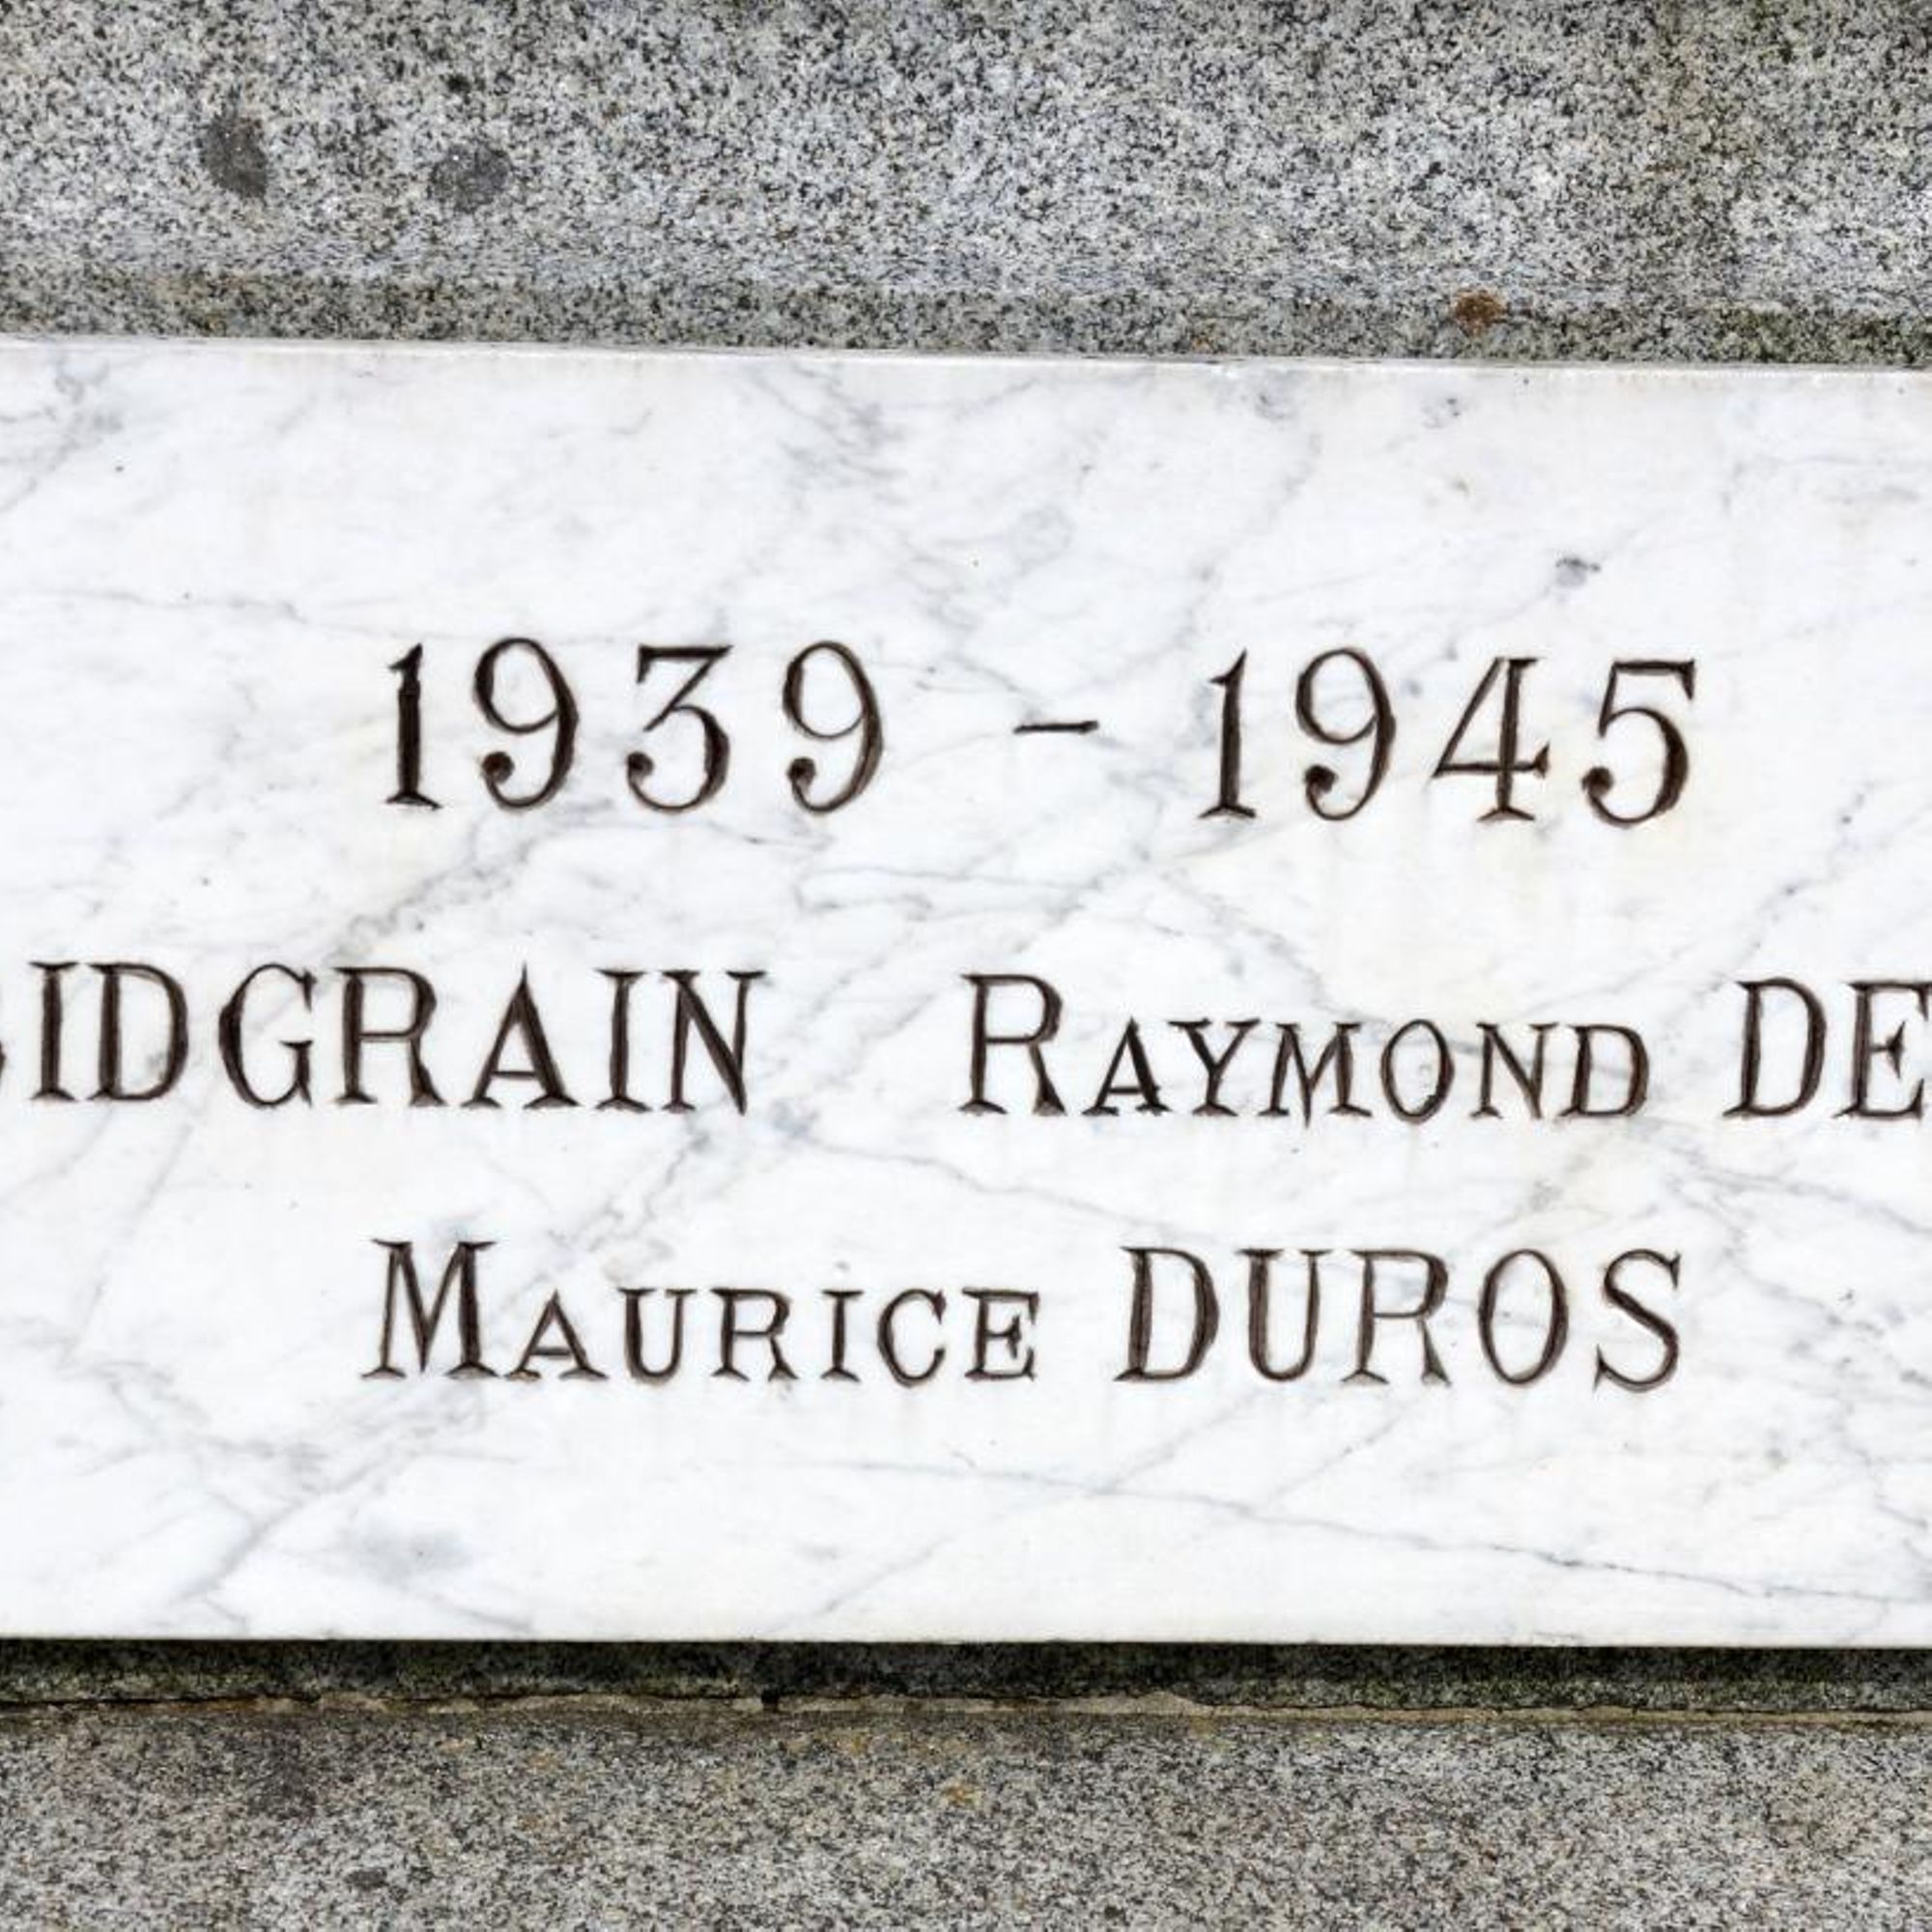 1939 - 1945
IDGRAIN RAYMOND DE
MAURICE DUROS